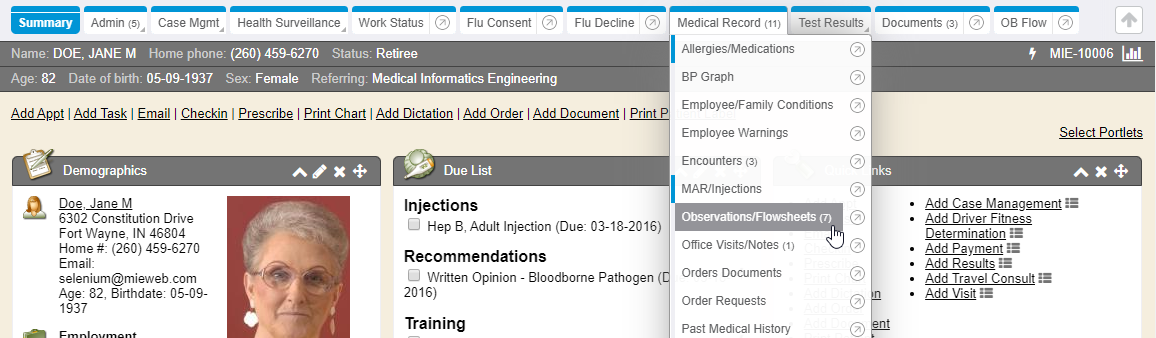 Summary Admin (5) Case Mgmt Health Surveillance Work Status Flu Consent Flu Decline Medical Record (11) Test Results Documents (3) OB Flow
Name: DOE, JANE M Home phone: (260) 459-6270 Status: Retiree MIE-10006
Age: 82 Date of birth: 05-09-1937 Sex: Female Referring: Medical Informatics Engineering
Add Appt | Add Task | Email | Checkin | Prescribe | Print Chart | Add Dictation | Add Order | Add Document | Print
Select Portlets
Allergies/Medications
BP Graph
Employee/Family Conditions
Employee Warnings
Encounters (3)
MAR/Injections
Observations/Flowsheets (7)
Office Visits/Notes (1)
Orders Documents
Order Requests
Past Medical History
Demographics
Doe, Jane M
6302 Constitution Drive
Fort Wayne, IN 46804
Home #: (260) 459-6270
Email:
selenium@mieweb.com
Age: 82, Birthdate: 05-09-
1937
Employment
Due List
Injections
Hep B, Adult Injection (Due: 03-18-2016)
Recommendations
Written Opinion - Bloodborne Pathogen (D
2016)
Training
Add Case Management
Add Driver Fitness
Determination
Add Payment
Add Results
Add Travel Consult
Add Visit